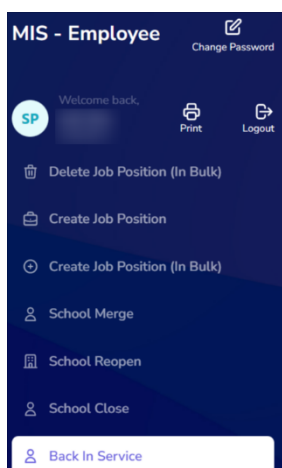 MIS - Employee
Change Password
SP
Welcome back,
Print
Logout
Delete Job Position (In Bulk)
Create Job Position
Create Job Position (In Bulk)
School Merge
School Reopen
School Close
Back In Service